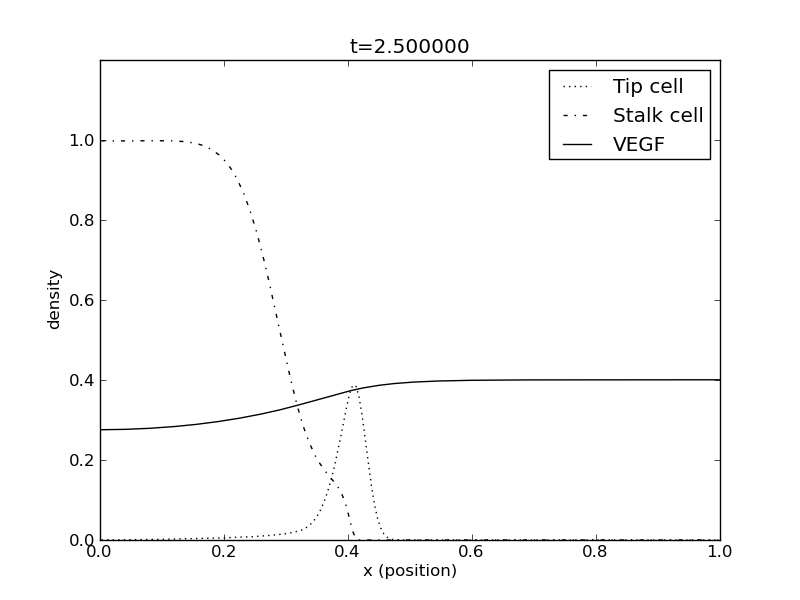 t=2.500000
Tip cell
Stalk cell
VEGF
density
1.0
0.8
0.6
0.4
0.2
0.0
0.0 0.2 0.4 0.6 0.8 1.0
x (position)